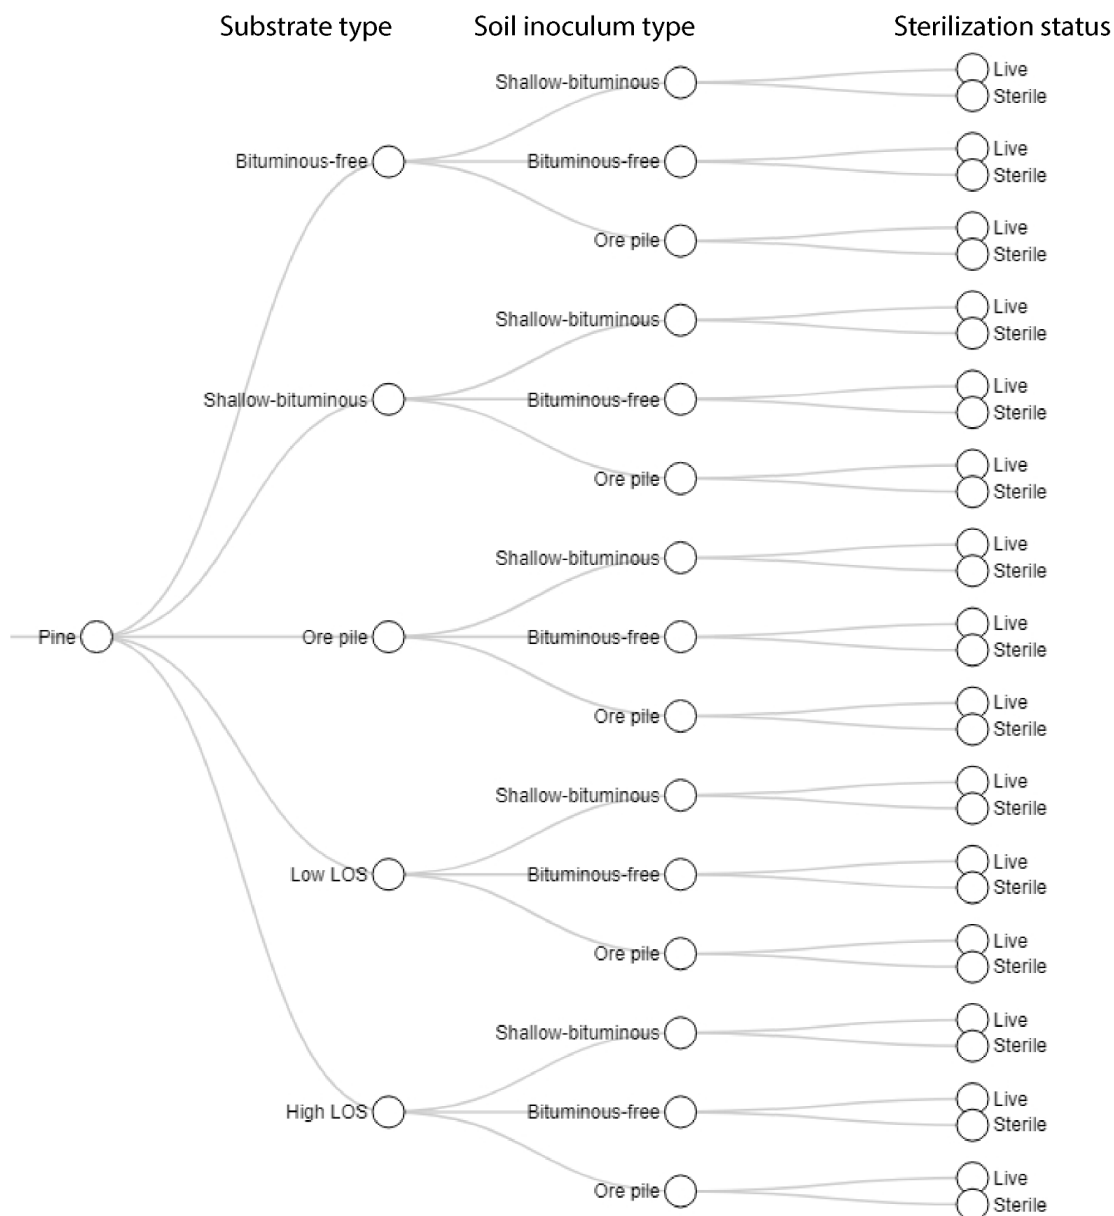 Substrate type Soil inoculum type Sterilization status
Shallow-bituminous Live
Sterile
Bituminous-free Bituminous-free Live
Sterile
Ore pile Live
Sterile
Shallow-bituminous Live
Sterile
Shallow-bituminous Bituminous-free Live
Sterile
Ore pile Live
Sterile
Shallow-bituminous Live
Sterile
Pine Ore pile Bituminous-free Live
Sterile
Ore pile Live
Sterile
Shallow-bituminous Live
Sterile
Low LOS Bituminous-free Live
Sterile
Ore pile Live
Sterile
Shallow-bituminous Live
Sterile
High LOS Bituminous-free Live
Sterile
Ore pile Live
Sterile